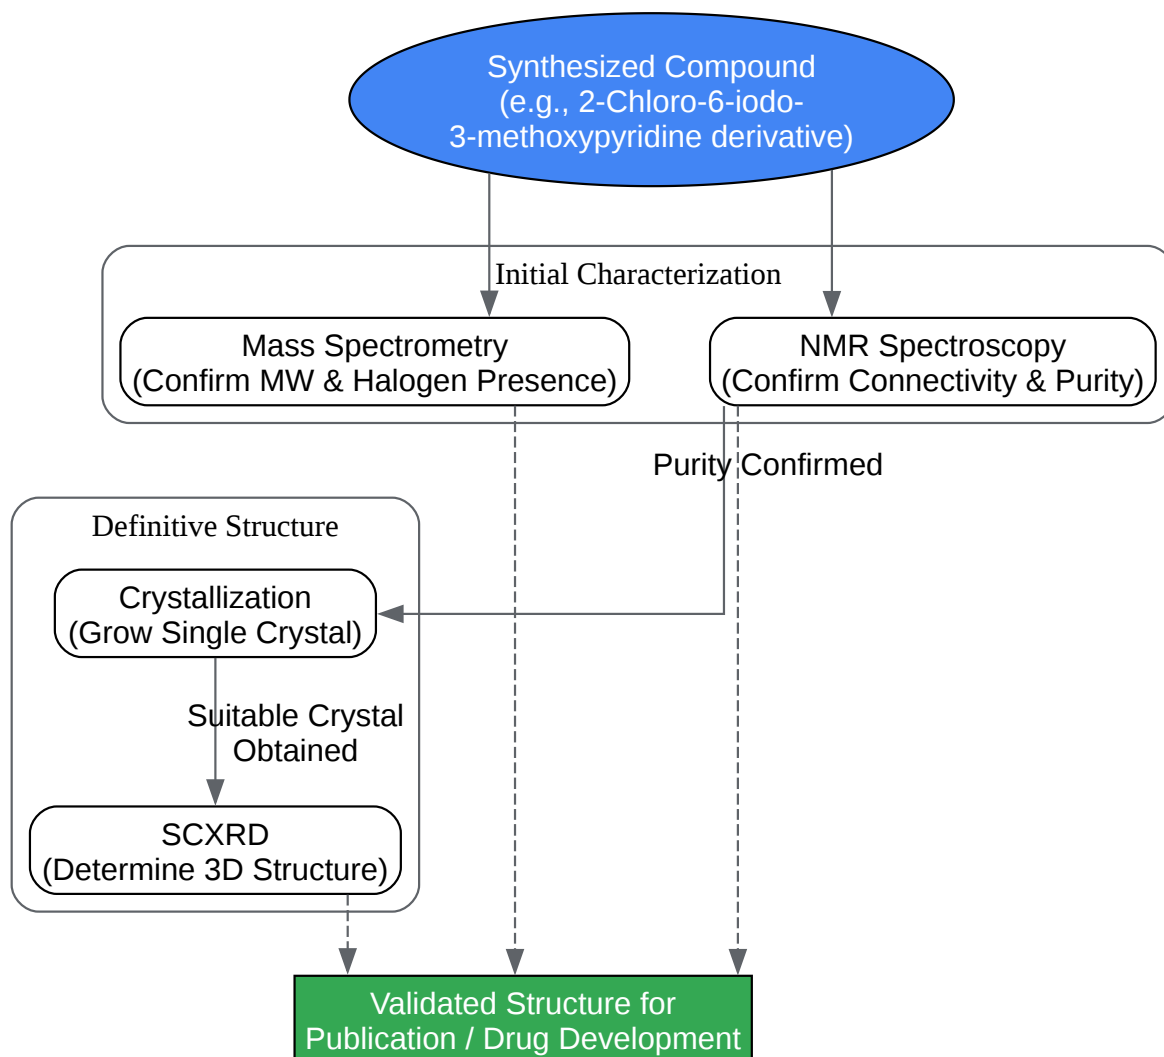 Synthesized Compound
(e.g., 2-Chloro-6-iodo-
3-methoxypyridine derivative)
Initial Characterization
Mass Spectrometry
(Confirm MW & Halogen Presence)
NMR Spectroscopy
(Confirm Connectivity & Purity)
Purity Confirmed
Definitive Structure
Crystallization
(Grow Single Crystal)
Suitable Crystal
Obtained
SCXRD
(Determine 3D Structure)
Validated Structure for
Publication / Drug Development